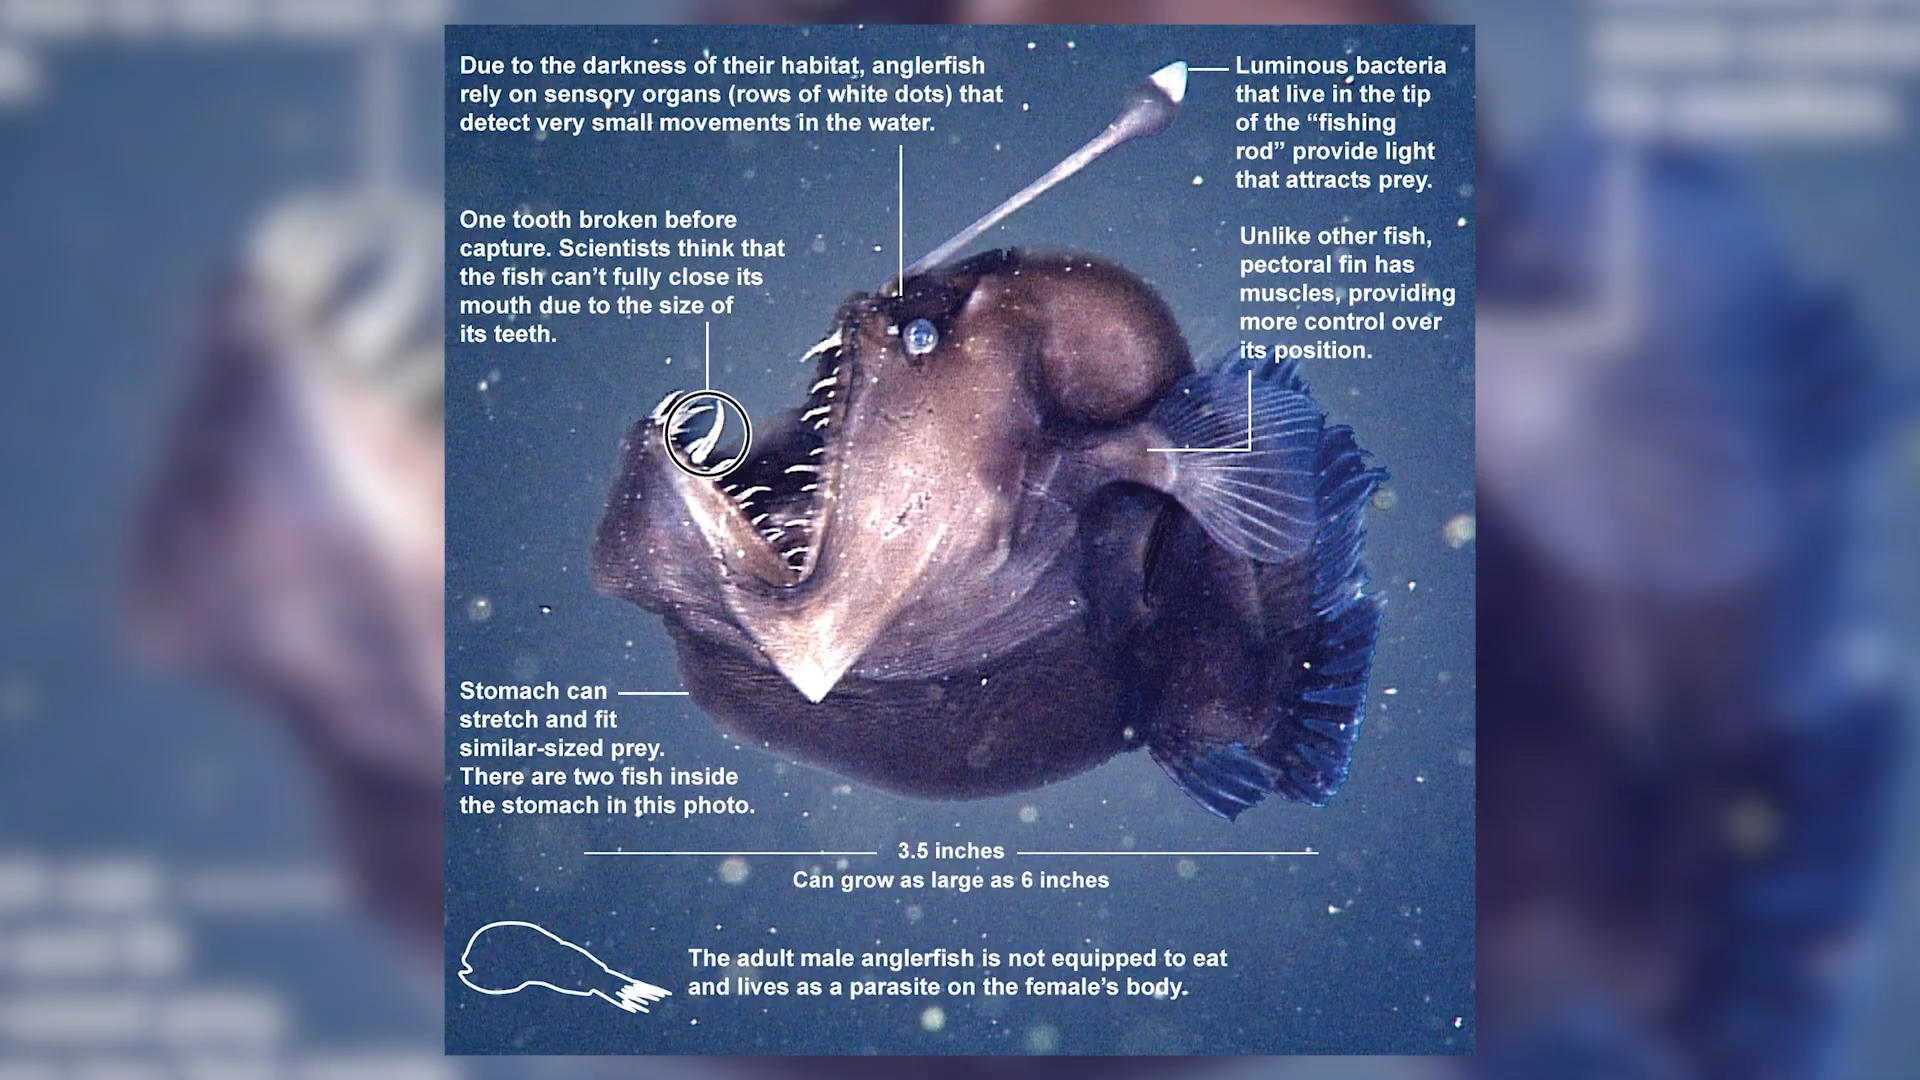 Due to the darkness of their habitat, anglerfish
rely on sensory organs (rows of white dots) that
detect very small movements in the water.
Luminous bacteria
that live in the tip
of the “fishing
rod” provide light
that attracts prey.
One tooth broken before
capture. Scientists think that
the fish can’t fully close its
mouth due to the size of
its teeth.
Unlike other fish,
pectoral fin has
muscles, providing
more control over
its position.
Stomach can
stretch and fit
similar-sized prey.
There are two fish inside
the stomach in this photo.
3.5 inches
Can grow as large as 6 inches
The adult male anglerfish is not equipped to eat
and lives as a parasite on the female’s body.